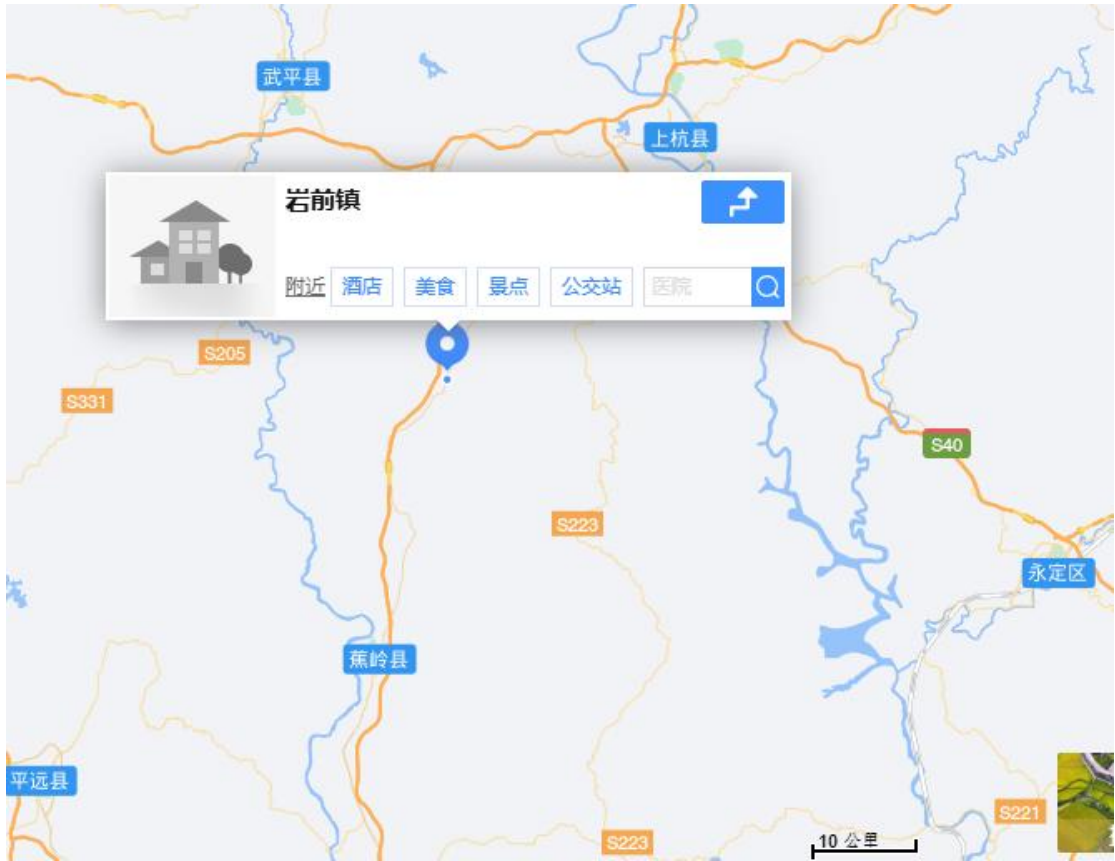 武平县
上杭县
岩前镇
附近 酒店 美食 景点 公交站 医院
S205
S331
S40
S223
永定区
蕉岭县
平远县
S221
S223
10 公里